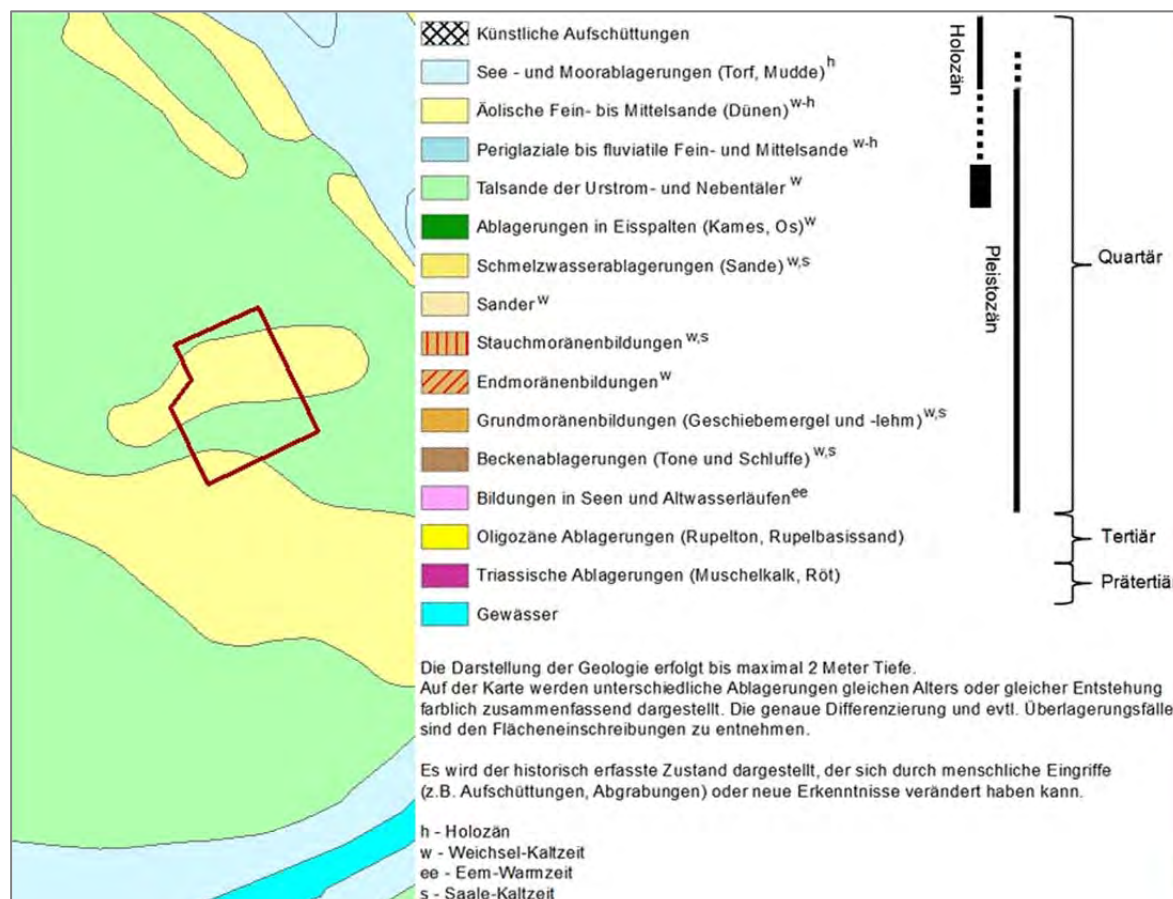 Künstliche Aufschüttungen
See - und Moorablagerungen (Torf, Mudde) h
Äolische Fein- bis Mittelsande (Dünen) w-h
Periglaziale bis fluviatile Fein- und Mittelsande w-h
Talsande der Urstrom- und Nebentäler w
Ablagerungen in Eisspalten (Kames, Os) w
Schmelzwasserablagerungen (Sande) w,s
Sander w
Stauchmoränenbildungen w,s
Endmoränenbildungen w
Grundmoränenbildungen (Geschiebemergel und -lehm) w,s
Beckenablagerungen (Tone und Schluffe) w,s
Bildungen in Seen und Altwasserläufen ee
Oligozäne Ablagerungen (Rupelton, Rupelbasissand)
Triassische Ablagerungen (Muschelkalk, Röt)
Gewässer
Holozän
Pleistozän
Quartär
Tertiär
Prätertiär
Die Darstellung der Geologie erfolgt bis maximal 2 Meter Tiefe.
Auf der Karte werden unterschiedliche Ablagerungen gleichen Alters oder gleicher Entstehung
farblich zusammenfassend dargestellt. Die genaue Differenzierung und evtl. Überlagerungsfälle
sind den Flächeneinschreibungen zu entnehmen.
Es wird der historisch erfasste Zustand dargestellt, der sich durch menschliche Eingriffe
(z.B. Aufschüttungen, Abgrabungen) oder neue Erkenntnisse verändert haben kann.
h - Holozän
w - Weichsel-Kaltzeit
ee - Eem-Warmzeit
s - Saale-Kaltzeit